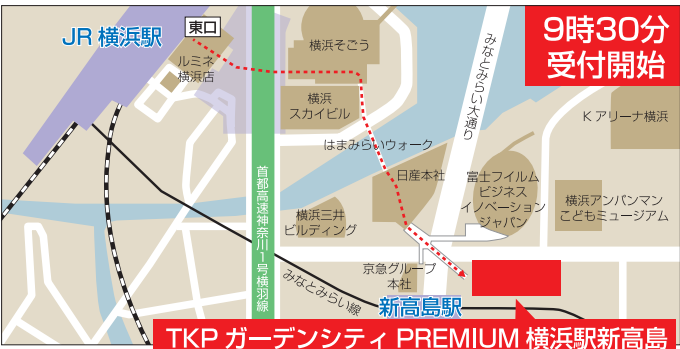 9時30分
受付開始
JR 横浜駅
東口
ルミネ
横浜店
横浜そごう
横浜
スカイビル
みなとみらい大通り
Kアリーナ横浜
はまみらいウォーク
日産本社
富士フイルム
ビジネス
イノベーション
ジャパン
横浜アンパンマン
こどもミュージアム
首都高速神奈川1号横羽線
横浜三井
ビルディング
京急グループ
本社
みなとみらい線
新高島駅
TKP ガーデンシティ PREMIUM 横浜駅新高島